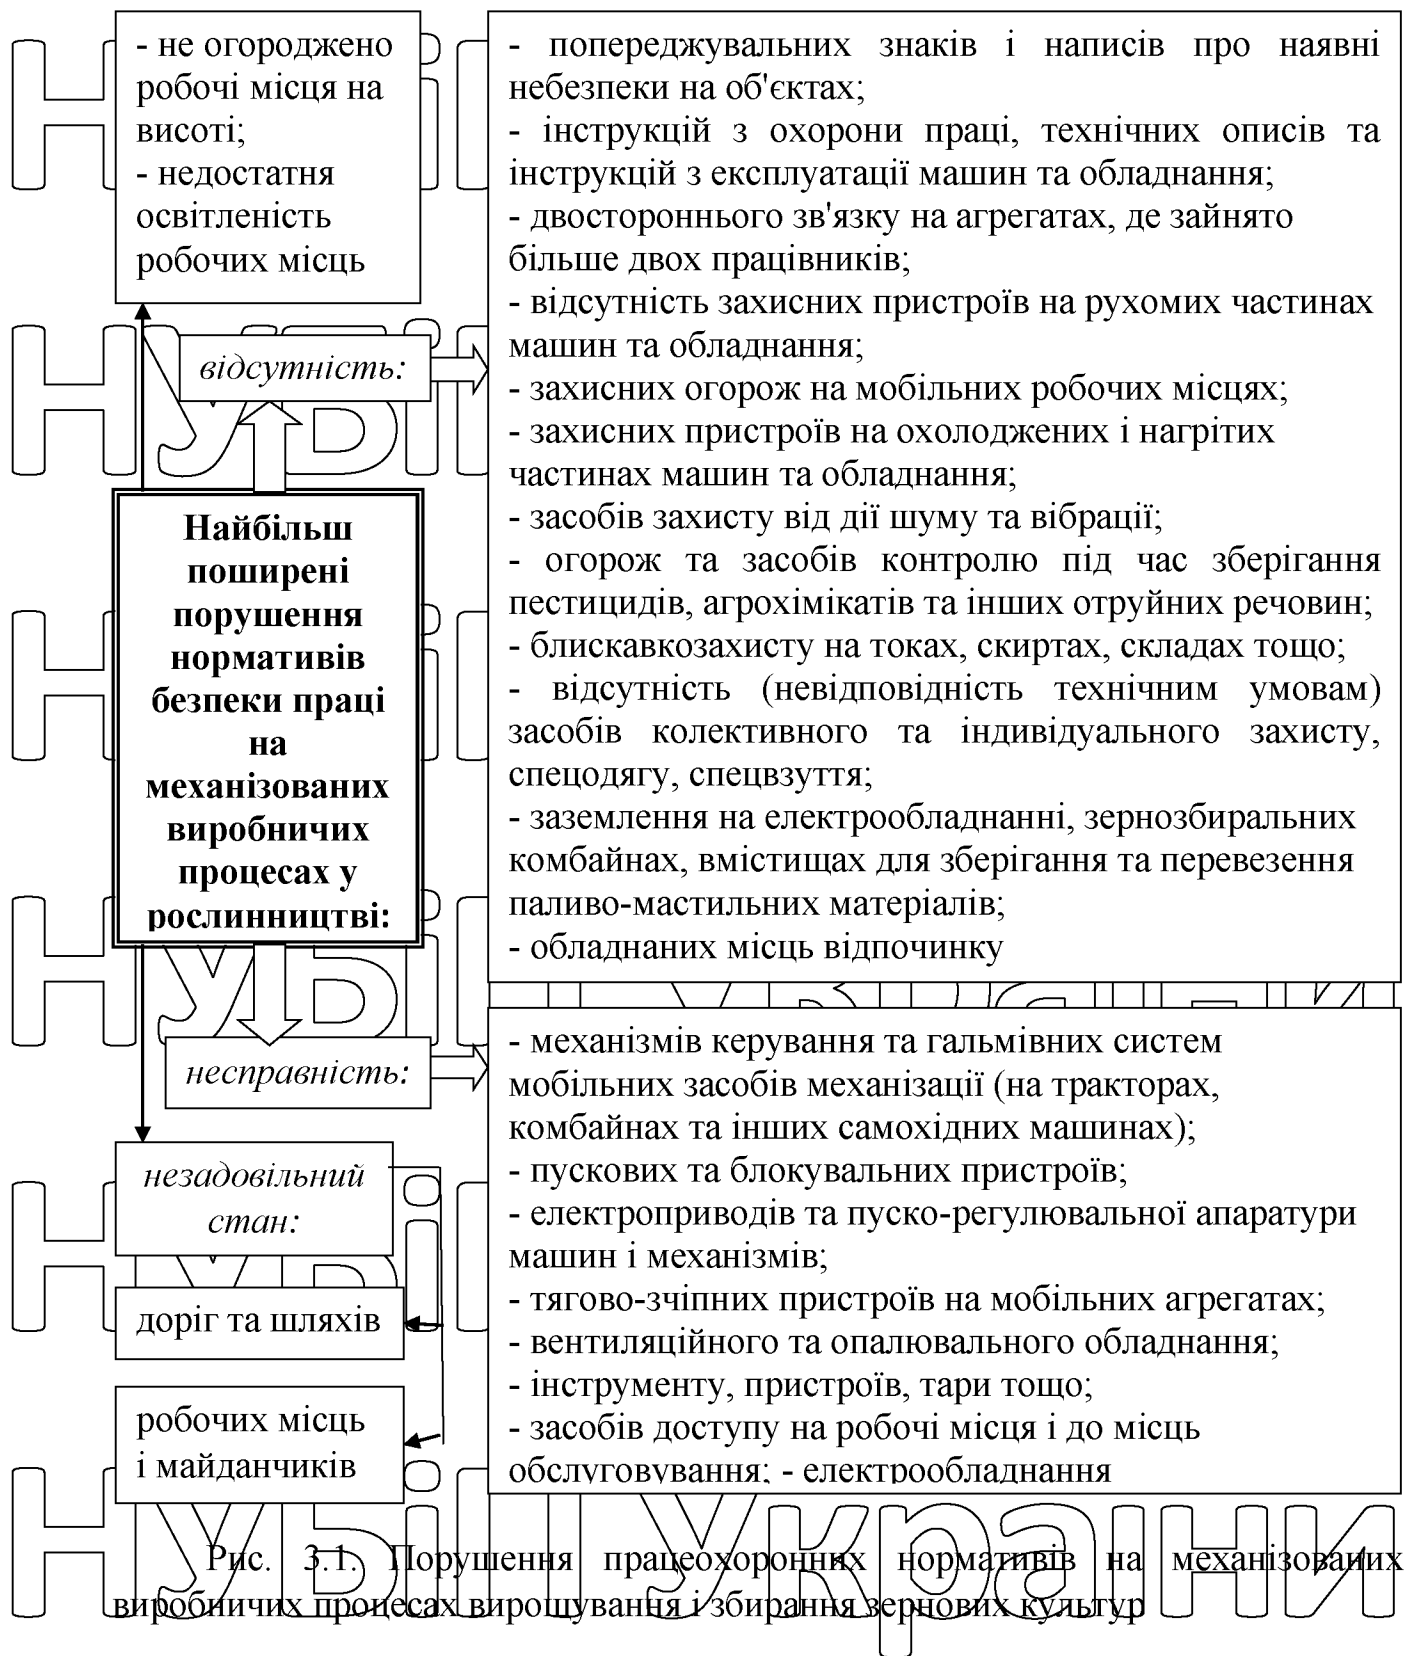 - не огороджено
робочі місця на
висоті;
- недостатня
освітленість
робочих місць
відсутність:
- попереджувальних знаків і написів про наявні
небезпеки на об'єктах;
- інструкцій з охорони праці, технічних описів та
інструкцій з експлуатації машин та обладнання;
- двостороннього зв'язку на агрегатах, де зайнято
більше двох працівників;
- відсутність захисних пристроїв на рухомих частинах
машин та обладнання;
- захисних огорож на мобільних робочих місцях;
- захисних пристроїв на охолоджених і нагрітих
частинах машин та обладнання;
- засобів захисту від дії шуму та вібрації;
- огорож та засобів контролю під час зберігання
пестицидів, агрохімікатів та інших отруйних речовин;
- блискавкозахисту на токах, скиртах, складах тощо;
- відсутність (невідповідність технічним умовам)
засобів колективного та індивідуального захисту,
спецодягу, спецвзуття;
- заземлення на електрообладнанні, зернозбиральних
комбайнах, вмістищах для зберігання та перевезення
паливо-мастильних матеріалів;
- обладнаних місць відпочинку
Найбільш
поширені
порушення
нормативів
безпеки праці
на
механізованих
виробничих
процесах у
рослинництві:
несправність:
- механізмів керування та гальмівних систем
мобільних засобів механізації (на тракторах,
комбайнах та інших самохідних машинах);
- пускових та блокувальних пристроїв;
- електроприводів та пуско-регулювальної апаратури
машин і механізмів;
- тягово-зчіпних пристроїв на мобільних агрегатах;
- вентиляційного та опалювального обладнання;
- інструменту, пристроїв, тари тощо;
- засобів доступу на робочі місця і до місць
обслуговування; - електрообладнання
незадовільний
стан:
доріг та шляхів
робочих місць
і майданчиків
НУБіП України
Рис. 3.1. Порушення працеохоронних нормативів на механізованих
виробничих процесах вирощування і збирання зернових культур